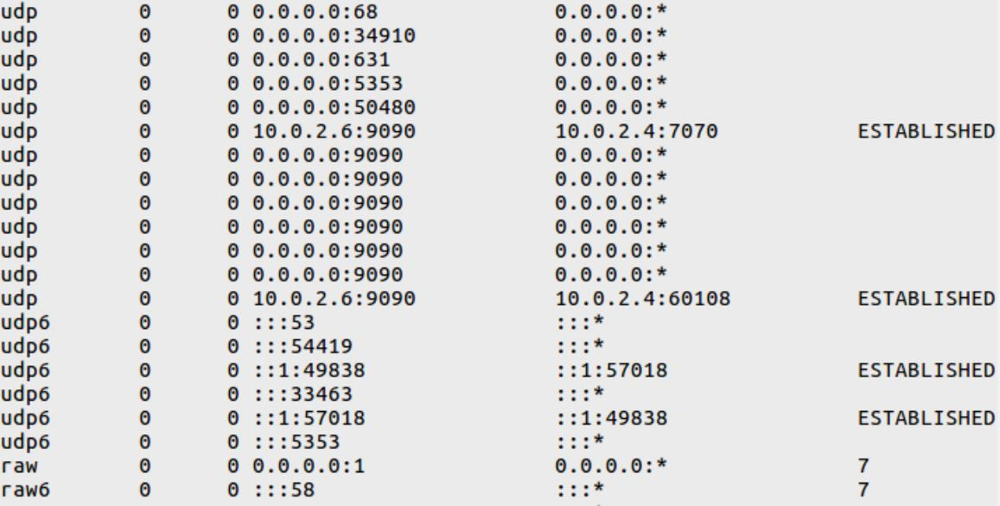 udp 0 0 0.0.0.0:68 0.0.0.0:*
udp 0 0 0.0.0.0:34910 0.0.0.0:*
udp 0 0 0.0.0.0:631 0.0.0.0:*
udp 0 0 0.0.0.0:5353 0.0.0.0:*
udp 0 0 0.0.0.0:50480 0.0.0.0:*
udp 0 0 10.0.2.6:9090 10.0.2.4:7070 ESTABLISHED
udp 0 0 0.0.0.0:9090 0.0.0.0:*
udp 0 0 0.0.0.0:9090 0.0.0.0:*
udp 0 0 0.0.0.0:9090 0.0.0.0:*
udp 0 0 0.0.0.0:9090 0.0.0.0:*
udp 0 0 0.0.0.0:9090 0.0.0.0:*
udp 0 0 0.0.0.0:9090 0.0.0.0:*
udp 0 0 10.0.2.6:9090 10.0.2.4:60108 ESTABLISHED
udp6 0 0 :::53 :::*
udp6 0 0 :::54419 :::*
udp6 0 0 ::1:49838 ::1:57018 ESTABLISHED
udp6 0 0 :::33463 :::*
udp6 0 0 ::1:57018 ::1:49838 ESTABLISHED
udp6 0 0 :::5353 :::*
raw 0 0 0.0.0.0:1 0.0.0.0:* 7
raw6 0 0 :::58 :::* 7